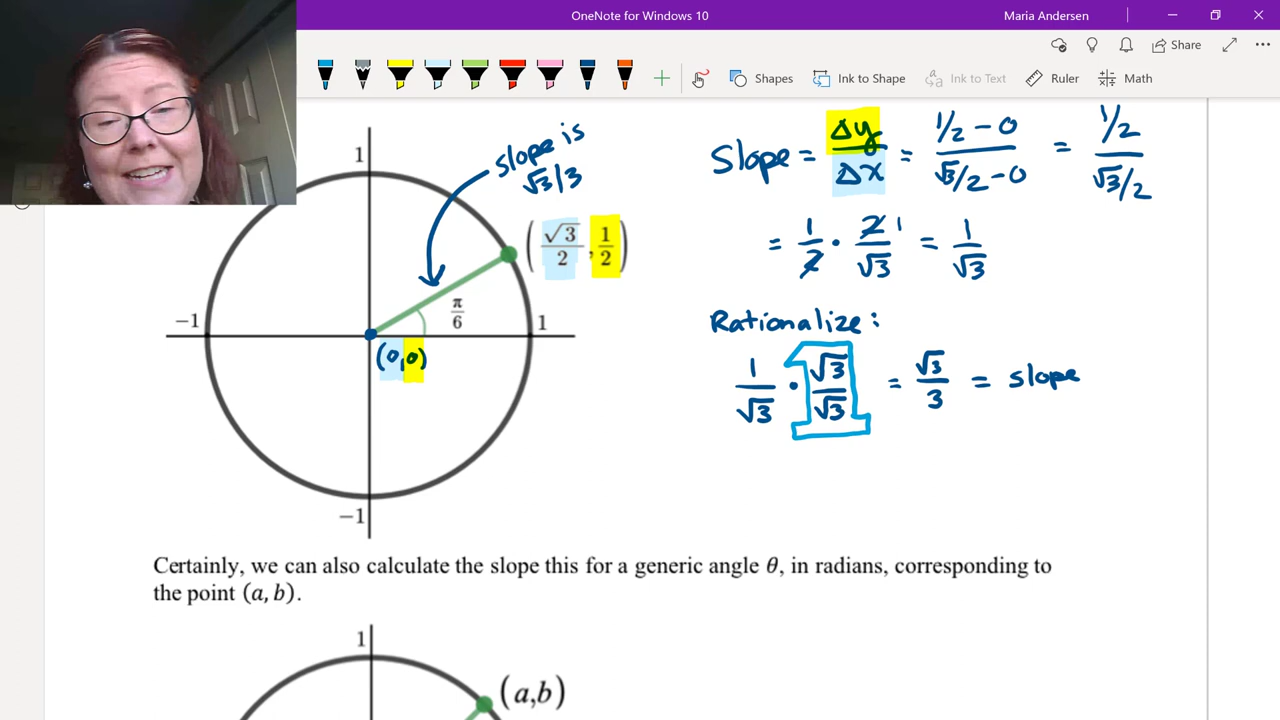 OneNote for Windows 10
Maria Andersen
Share
Shapes
Ink to Shape
Ink to Text
Ruler
Math
1
slope is
√3/3
(√3/2, 1/2)
π/6
−1
1
(0,0)
−1
Slope = Δy/Δx = (1/2 − 0)/(√3/2 − 0) = (1/2)/(√3/2)
= 1/2 · 2/√3 1 = 1/√3
Rationalize:
1/√3 · √3/√3 = √3/3 = slope
Certainly, we can also calculate the slope this for a generic angle θ, in radians, corresponding to
the point (a, b).
1
(a,b)